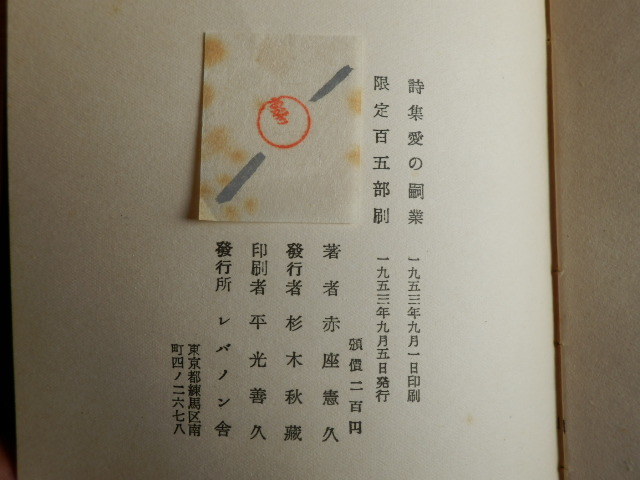 詩集愛の嗣業 一九五三年九月一日印刷
限定百五部刷 一九五三年九月五日発行
頒價二百円
著者 赤座憲久
發行者 杉木秋藏
印刷者 平光善久
發行所 レバノン舎
東京都練馬区南
町四ノ二六七八